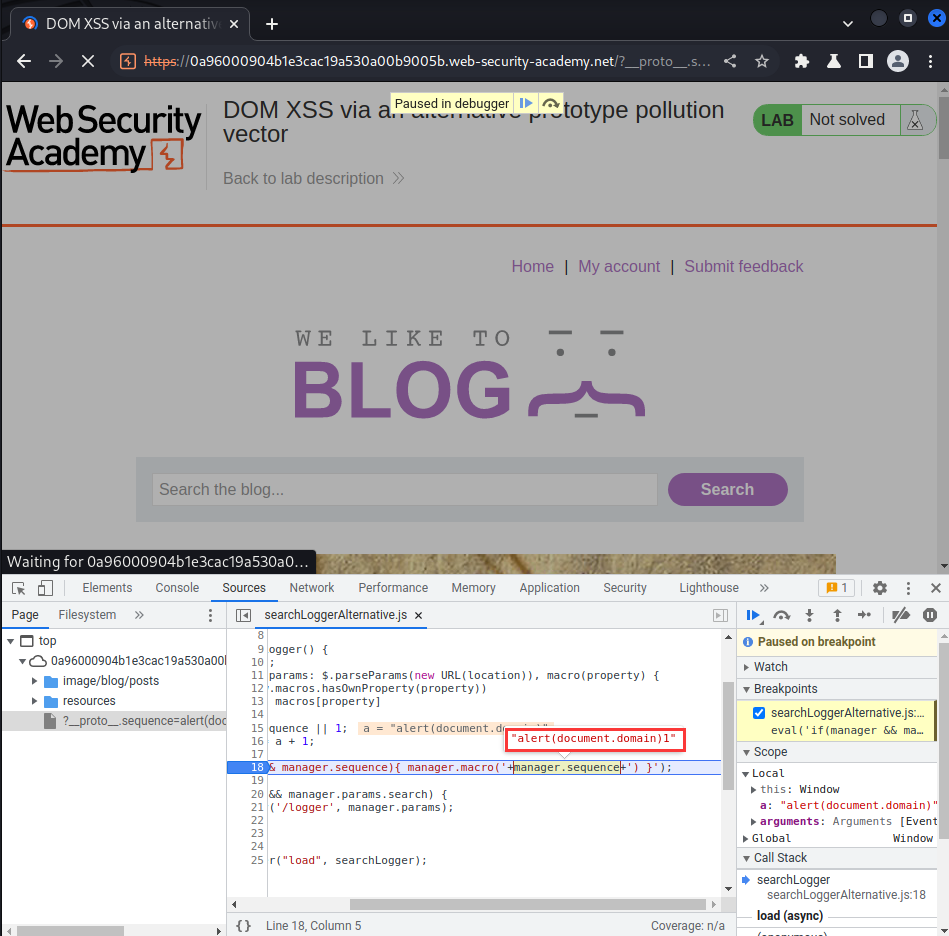 DOM XSS via an alternativ
https://0a96000904b1e3cac19a530a00b9005b.web-security-academy.net/?__proto__.s...
Paused in debugger
Web Security
Academy
DOM XSS via an alternative prototype pollution
vector
Back to lab description
LAB Not solved
Home | My account | Submit feedback
WE LIKE TO
BLOG
Search the blog...
Search
Waiting for 0a96000904b1e3cac19a530a0...
Elements Console Sources Network Performance Memory Application Security Lighthouse 1
Page Filesystem
searchLoggerAlternative.js
top
0a96000904b1e3cac19a530a00l
image/blog/posts
resources
?__proto__.sequence=alert(doc
8
9 ogger() {
10 ;
11 params: $.parseParams(new URL(location)), macro(property) {
12 .macros.hasOwnProperty(property))
13 macros[property]
14
15 quence || 1; a = "alert(document.domain)"
16 a + 1;
"alert(document.domain)1"
17
18 & manager.sequence){ manager.macro('+manager.sequence+') }');
19
20 && manager.params.search) {
21 ('/logger', manager.params);
22
23
24
25 r("load", searchLogger);
{} Line 18, Column 5 Coverage: n/a
Paused on breakpoint
Watch
Breakpoints
searchLoggerAlternative.js:...
eval('if(manager && ma...
Scope
Local
this: Window
a: "alert(document.domain)"
arguments: Arguments [Event
Global Window
Call Stack
searchLogger
searchLoggerAlternative.js:18
load (async)